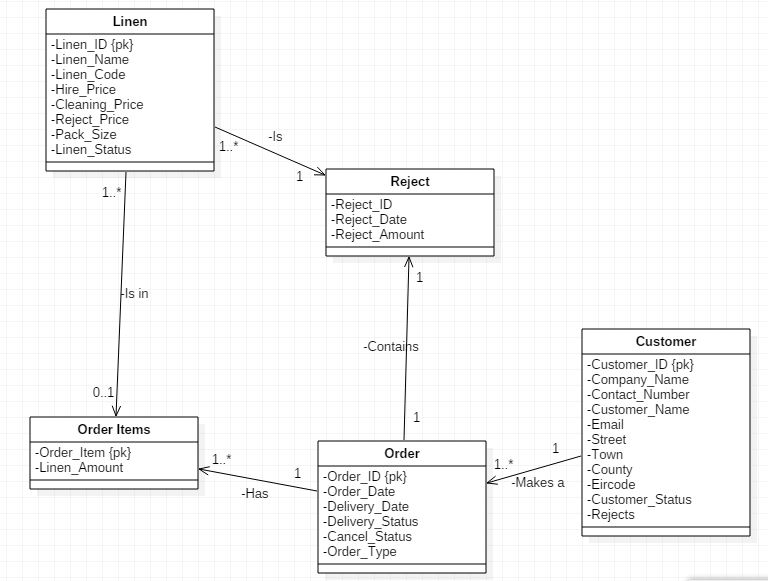 Linen
-Linen_ID {pk}
-Linen_Name
-Linen_Code
-Hire_Price
-Cleaning_Price
-Reject_Price
-Pack_Size
-Linen_Status
-Is
1..*
1
Reject
-Reject_ID
-Reject_Date
-Reject_Amount
1..*
-Is in
0..1
1
-Contains
1
Customer
-Customer_ID {pk}
-Company_Name
-Contact_Number
-Customer_Name
-Email
-Street
-Town
-County
-Eircode
-Customer_Status
-Rejects
Order Items
-Order_Item {pk}
-Linen_Amount
1..*
1
-Has
Order
-Order_ID {pk}
-Order_Date
-Delivery_Date
-Delivery_Status
-Cancel_Status
-Order_Type
1
1..*
-Makes a